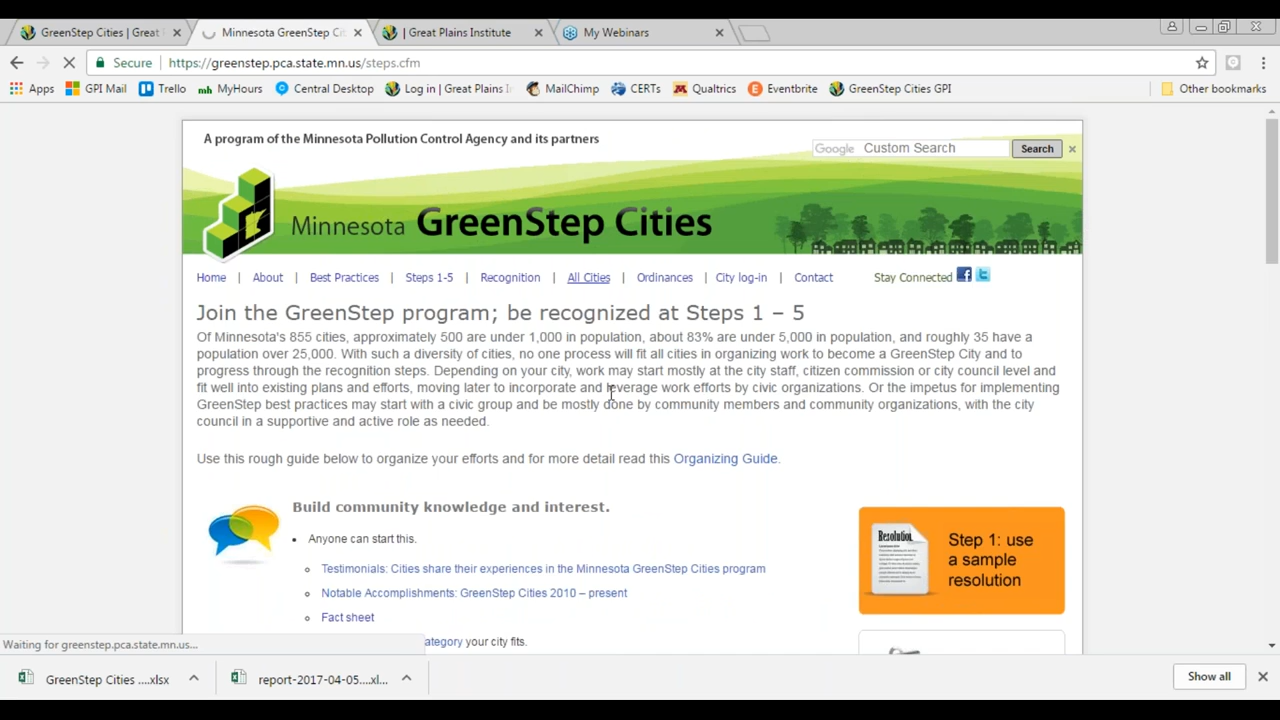 GreenStep Cities | Great
Minnesota GreenStep Ci
| Great Plains Institute
My Webinars
Secure
https://greenstep.pca.state.mn.us/steps.cfm
Apps
GPI Mail
Trello
mh MyHours
Central Desktop
Log in | Great Plains I
MailChimp
CERTs
Qualtrics
Eventbrite
GreenStep Cities GPI
Other bookmarks
A program of the Minnesota Pollution Control Agency and its partners
Google Custom Search
Search
Minnesota GreenStep Cities
Home | About | Best Practices | Steps 1-5 | Recognition | All Cities | Ordinances | City log-in | Contact
Stay Connected
Join the GreenStep program; be recognized at Steps 1 – 5
Of Minnesota's 855 cities, approximately 500 are under 1,000 in population, about 83% are under 5,000 in population, and roughly 35 have a
population over 25,000. With such a diversity of cities, no one process will fit all cities in organizing work to become a GreenStep City and to
progress through the recognition steps. Depending on your city, work may start mostly at the city staff, citizen commission or city council level and
fit well into existing plans and efforts, moving later to incorporate and leverage work efforts by civic organizations. Or the impetus for implementing
GreenStep best practices may start with a civic group and be mostly done by community members and community organizations, with the city
council in a supportive and active role as needed.
Use this rough guide below to organize your efforts and for more detail read this Organizing Guide.
Build community knowledge and interest.
Anyone can start this.
Testimonials: Cities share their experiences in the Minnesota GreenStep Cities program
Notable Accomplishments: GreenStep Cities 2010 – present
Fact sheet
category your city fits.
Resolution
Step 1: use
a sample
resolution
Waiting for greenstep.pca.state.mn.us...
GreenStep Cities ....xlsx
report-2017-04-05....xl...
Show all